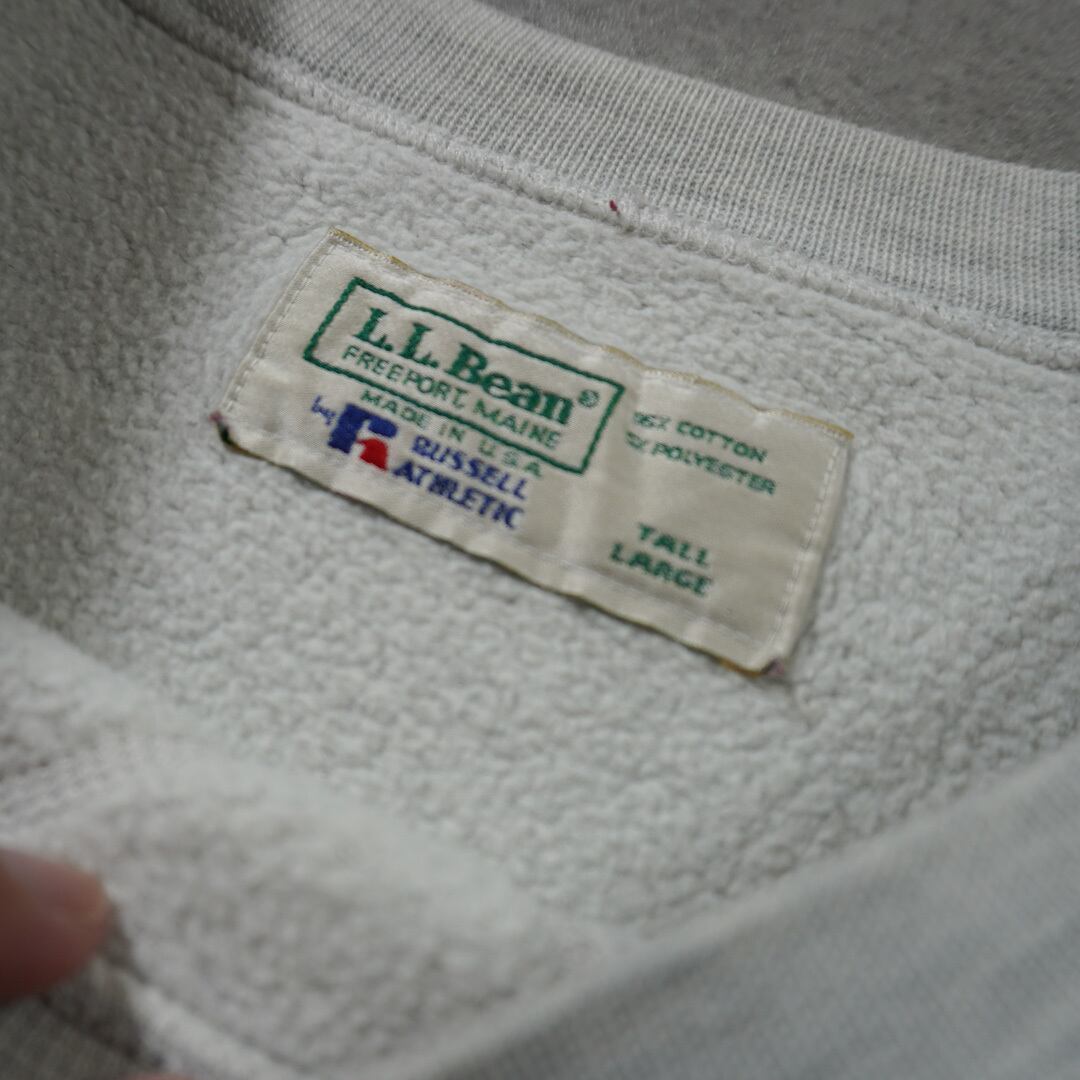 L.L.Bean®
FREEPORT, MAINE
MADE IN U.S.A
by RUSSELL
ATHLETIC
COTTON
POLYESTER
TALL
LARGE